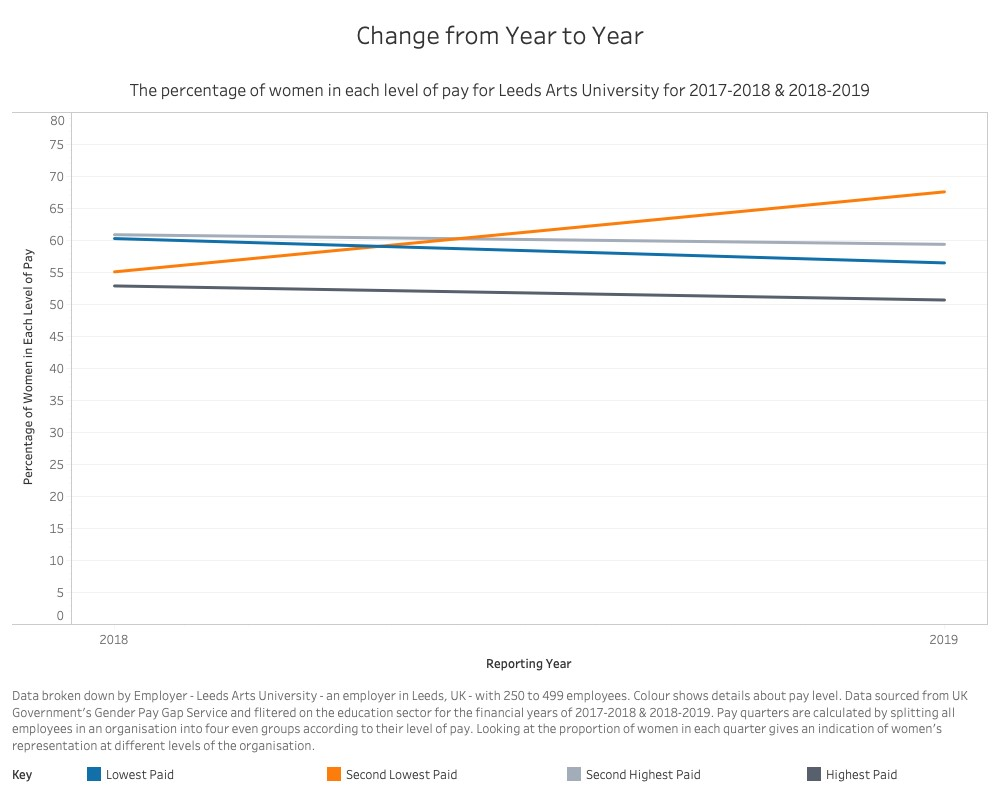 Change from Year to Year
The percentage of women in each level of pay for Leeds Arts University for 2017-2018 & 2018-2019
Percentage of Women in Each Level of Pay
80
75
70
65
60
55
50
45
40
35
30
25
20
15
10
5
0
2018
2019
Reporting Year
Data broken down by Employer - Leeds Arts University - an employer in Leeds, UK - with 250 to 499 employees. Colour shows details about pay level. Data sourced from UK
Government's Gender Pay Gap Service and flitered on the education sector for the financial years of 2017-2018 & 2018-2019. Pay quarters are calculated by splitting all
employees in an organisation into four even groups according to their level of pay. Looking at the proportion of women in each quarter gives an indication of women's
representation at different levels of the organisation.
Key
Lowest Paid
Second Lowest Paid
Second Highest Paid
Highest Paid